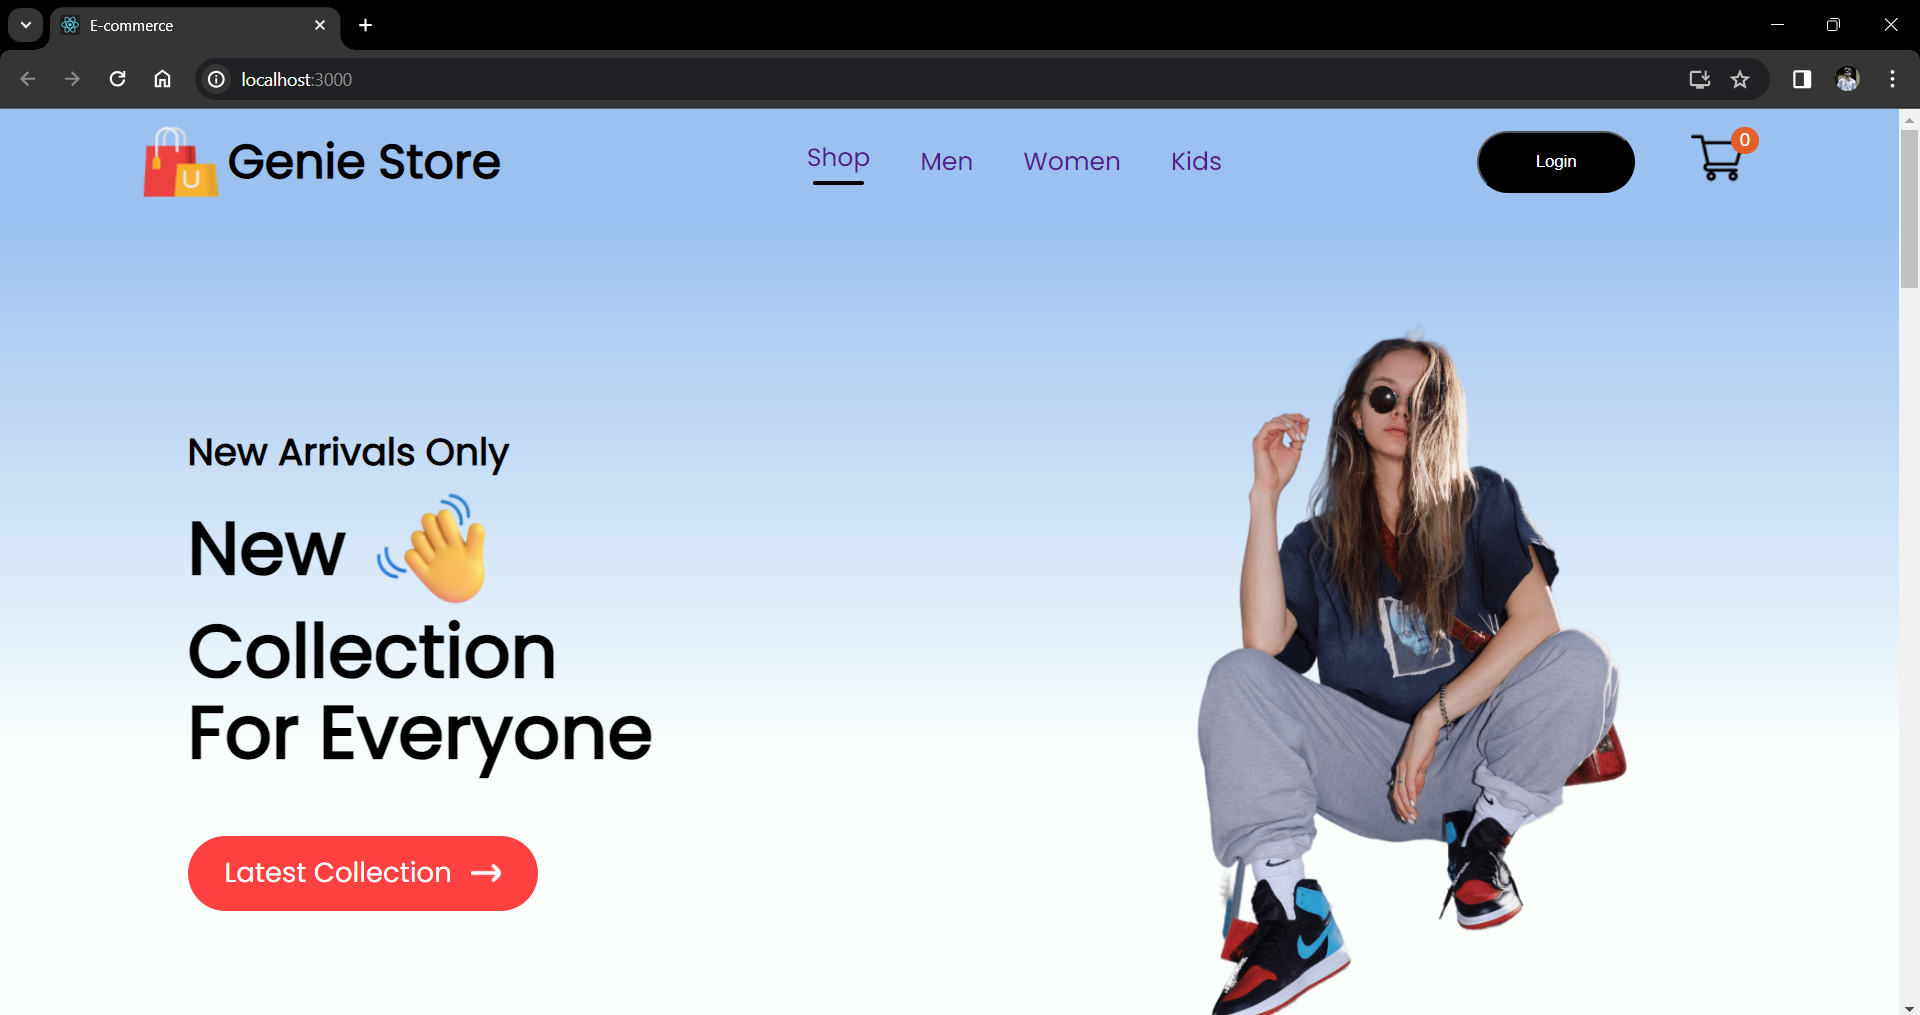 E-commerce
localhost:3000
U
Genie Store
Shop
Men
Women
Kids
Login
0
New Arrivals Only
New
Collection
For Everyone
Latest Collection